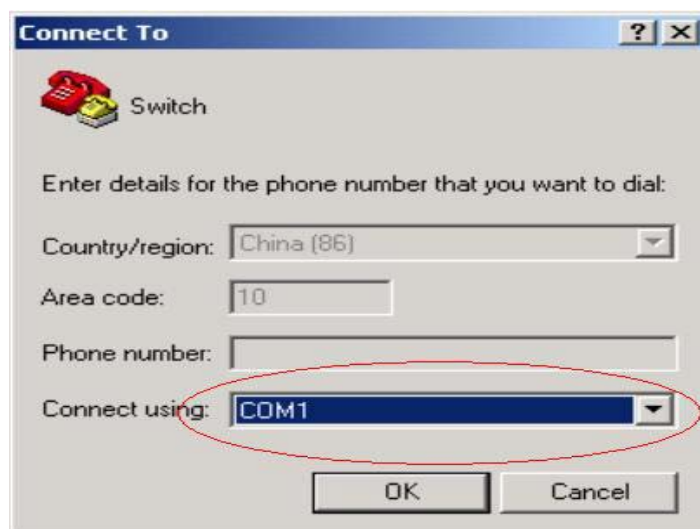 Connect To
Switch
Enter details for the phone number that you want to dial:
Country/region: China (86)
Area code: 10
Phone number:
Connect using: COM1
OK Cancel